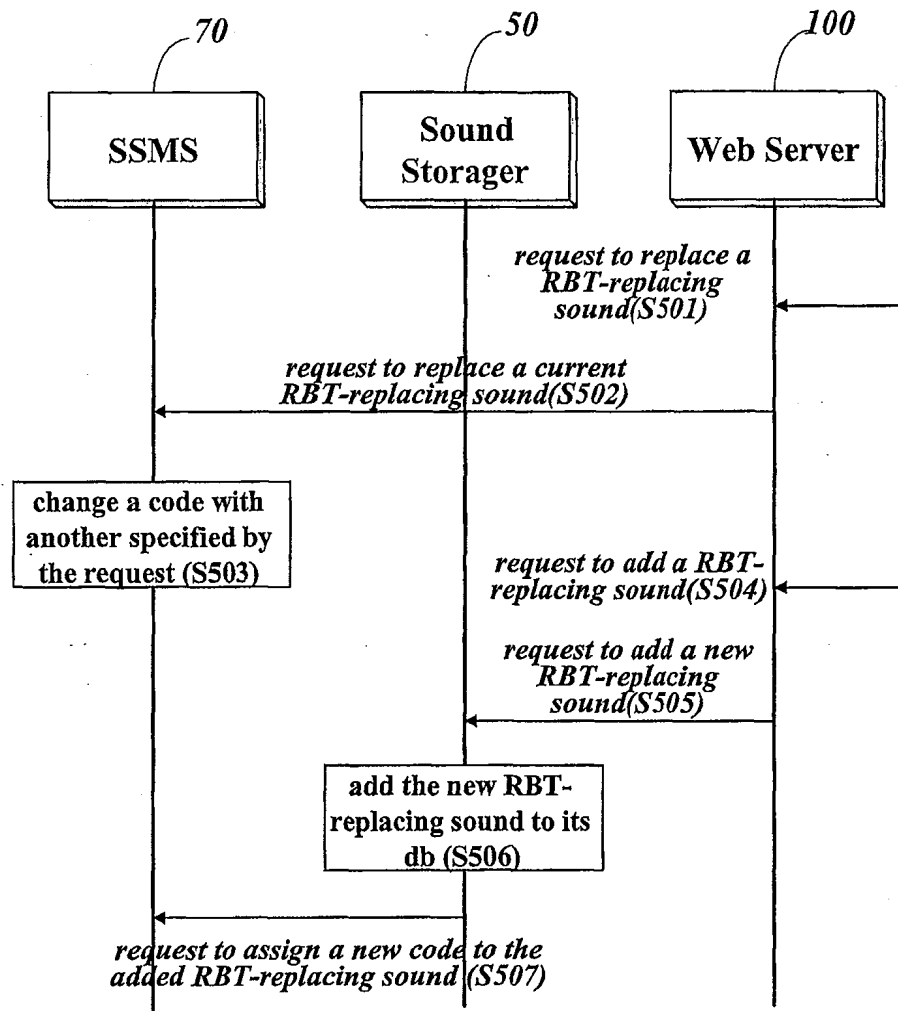 70
50
100
SSMS
Sound
Storager
Web Server
request to replace a
RBT-replacing
sound(S501)
request to replace a current
RBT-replacing sound(S502)
change a code with
another specified by
the request (S503)
request to add a RBT-
replacing sound(S504)
request to add a new
RBT-replacing
sound(S505)
add the new RBT-
replacing sound to its
db (S506)
request to assign a new code to the
added RBT-replacing sound (S507)